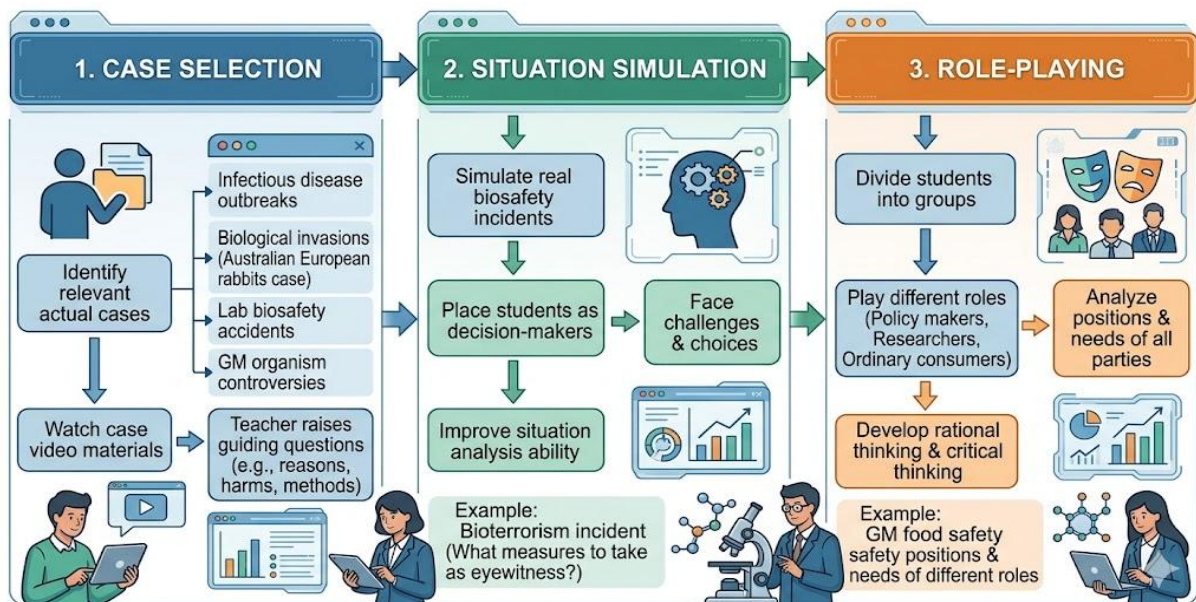 1. CASE SELECTION
Identify
relevant
actual cases
Infectious disease
outbreaks
Biological invasions
(Australian European
rabbits case)
Lab biosafety
accidents
GM organism
controversies
Watch case
video materials
Teacher raises
guiding questions
(e.g., reasons,
harms, methods)
2. SITUATION SIMULATION
Simulate real
biosafety
incidents
Place students as
decision-makers
Face
challenges
& choices
Improve situation
analysis ability
Example:
Bioterrorism incident
(What measures to take
as eyewitness?)
3. ROLE-PLAYING
Divide students
into groups
Play different roles
(Policy makers,
Researchers,
Ordinary consumers)
Analyze
positions &
needs of all
parties
Develop rational
thinking & critical
thinking
Example:
GM food safety
safety positions &
needs of different roles